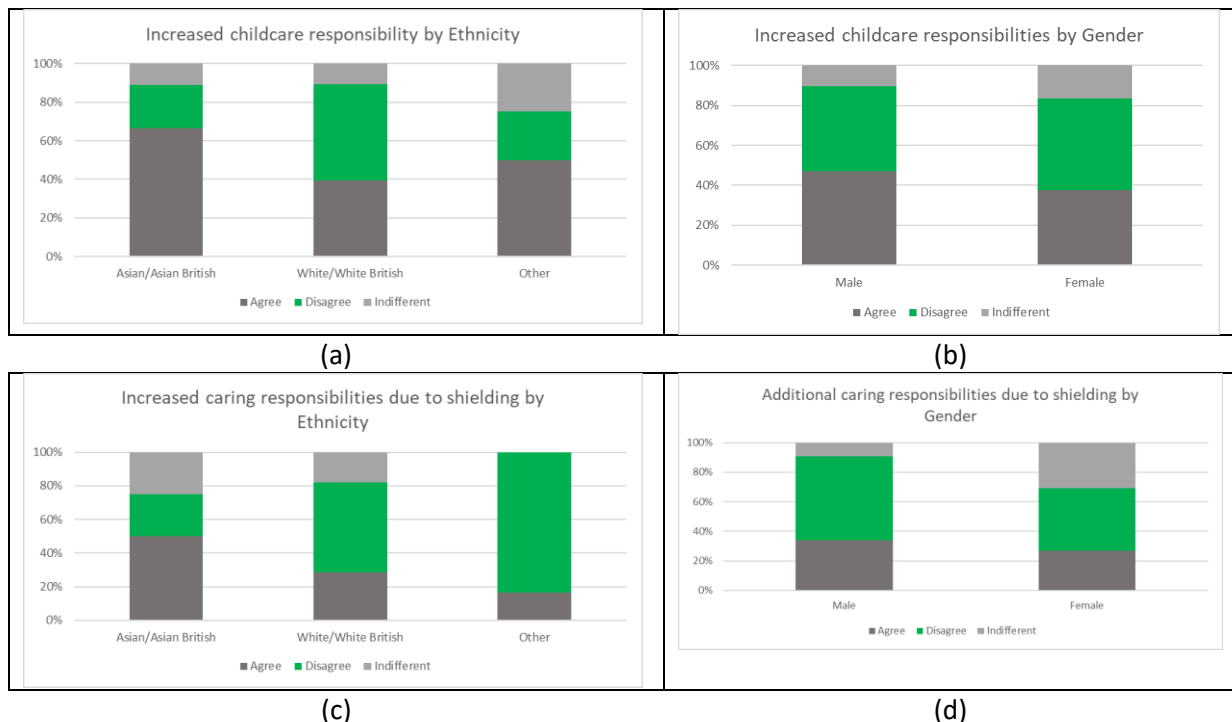 Increased childcare responsibility by Ethnicity
100%
80%
60%
40%
20%
0%
Asian/Asian British White/White British Other
Agree Disagree Indifferent
(a)
Increased childcare responsibilities by Gender
100%
80%
60%
40%
20%
0%
Male Female
Agree Disagree Indifferent
(b)
Increased caring responsibilities due to shielding by
Ethnicity
100%
80%
60%
40%
20%
0%
Asian/Asian British White/White British Other
Agree Disagree Indifferent
(c)
Additional caring responsibilities due to shielding by
Gender
100%
80%
60%
40%
20%
0%
Male Female
Agree Disagree Indifferent
(d)